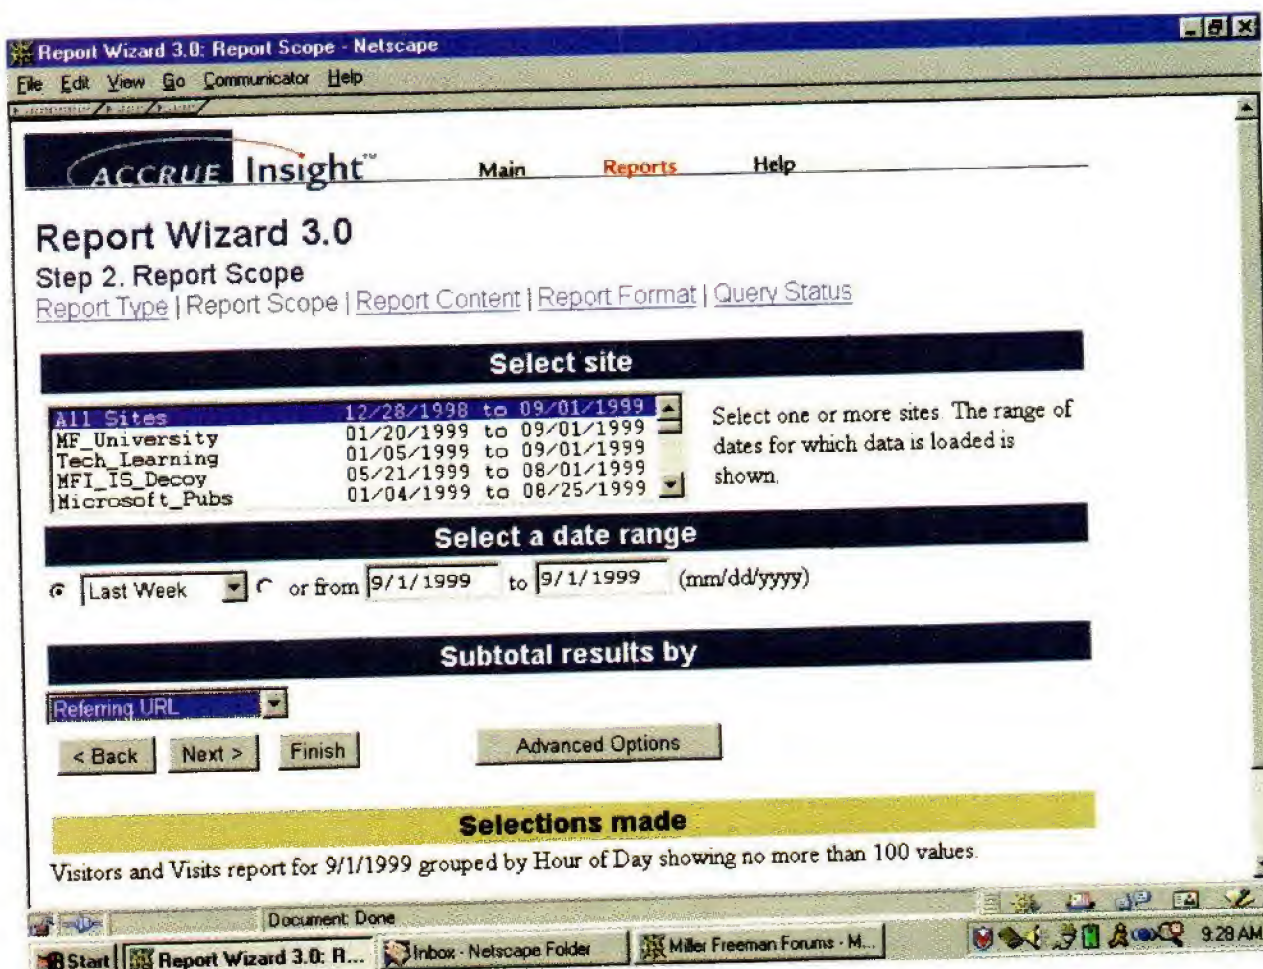 Report Wizard 3.0: Report Scope - Netscape
File Edit View Go Communicator Help
ACCRUE Insight™ Main Reports Help
Report Wizard 3.0
Step 2. Report Scope
Report Type | Report Scope | Report Content | Report Format | Query Status
Select site
All Sites 12/28/1998 to 09/01/1999
MF_University 01/20/1999 to 09/01/1999
Tech_Learning 01/05/1999 to 09/01/1999
MFI_IS_Decoy 05/21/1999 to 08/01/1999
Microsoft_Pubs 01/04/1999 to 08/25/1999
Select one or more sites. The range of
dates for which data is loaded is
shown.
Select a date range
Last Week or from 9/1/1999 to 9/1/1999 (mm/dd/yyyy)
Subtotal results by
Referring URL
< Back Next > Finish Advanced Options
Selections made
Visitors and Visits report for 9/1/1999 grouped by Hour of Day showing no more than 100 values.
Document: Done
Start Report Wizard 3.0: R... Inbox - Netscape Folder Miller Freeman Forums - M... 9:28 AM